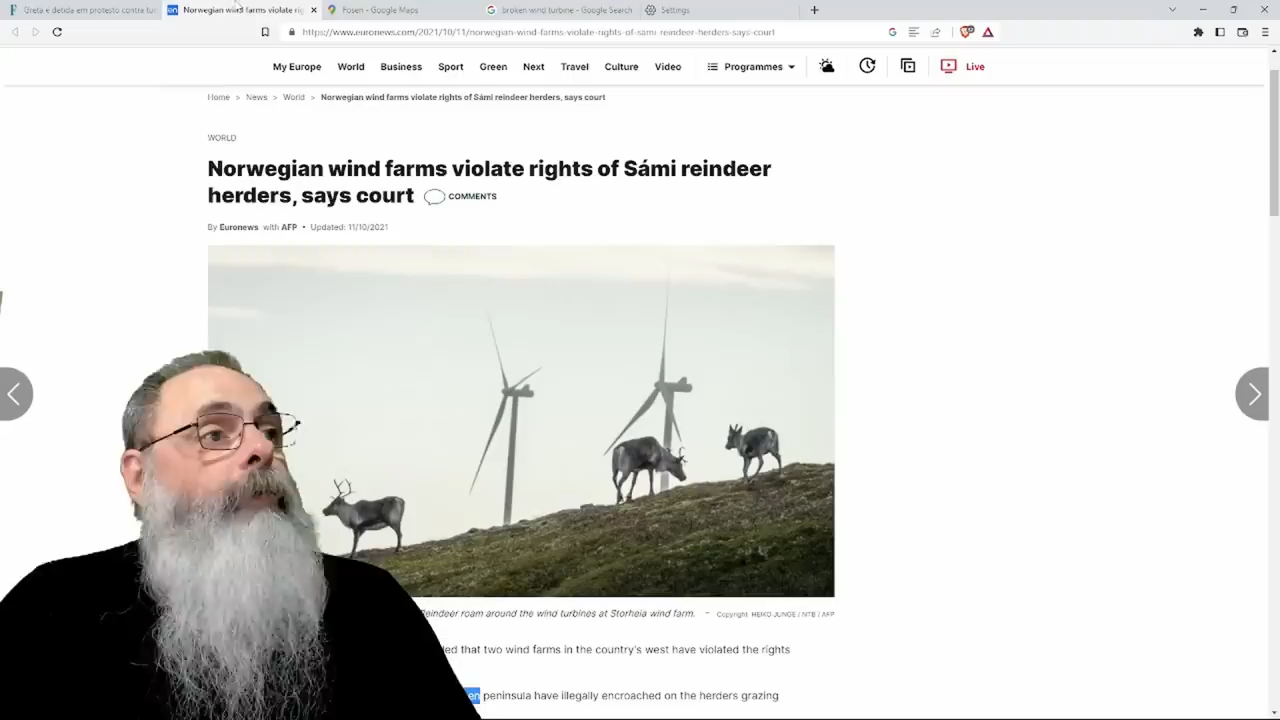 Greta é detida em protesto contra tur
en Norwegian wind farms violate rig
Fosen - Google Maps
broken wind turbine - Google Search
Settings
https://www.euronews.com/2021/10/11/norwegian-wind-farms-violate-rights-of-sami-reindeer-herders-says-court
My Europe World Business Sport Green Next Travel Culture Video Programmes Live
Home > News > World > Norwegian wind farms violate rights of Sámi reindeer herders, says court
WORLD
Norwegian wind farms violate rights of Sámi reindeer
herders, says court COMMENTS
By Euronews with AFP • Updated: 11/10/2021
Reindeer roam around the wind turbines at Storheia wind farm. - Copyright HEIKO JUNGE / NTB / AFP
led that two wind farms in the country's west have violated the rights
en peninsula have illegally encroached on the herders grazing